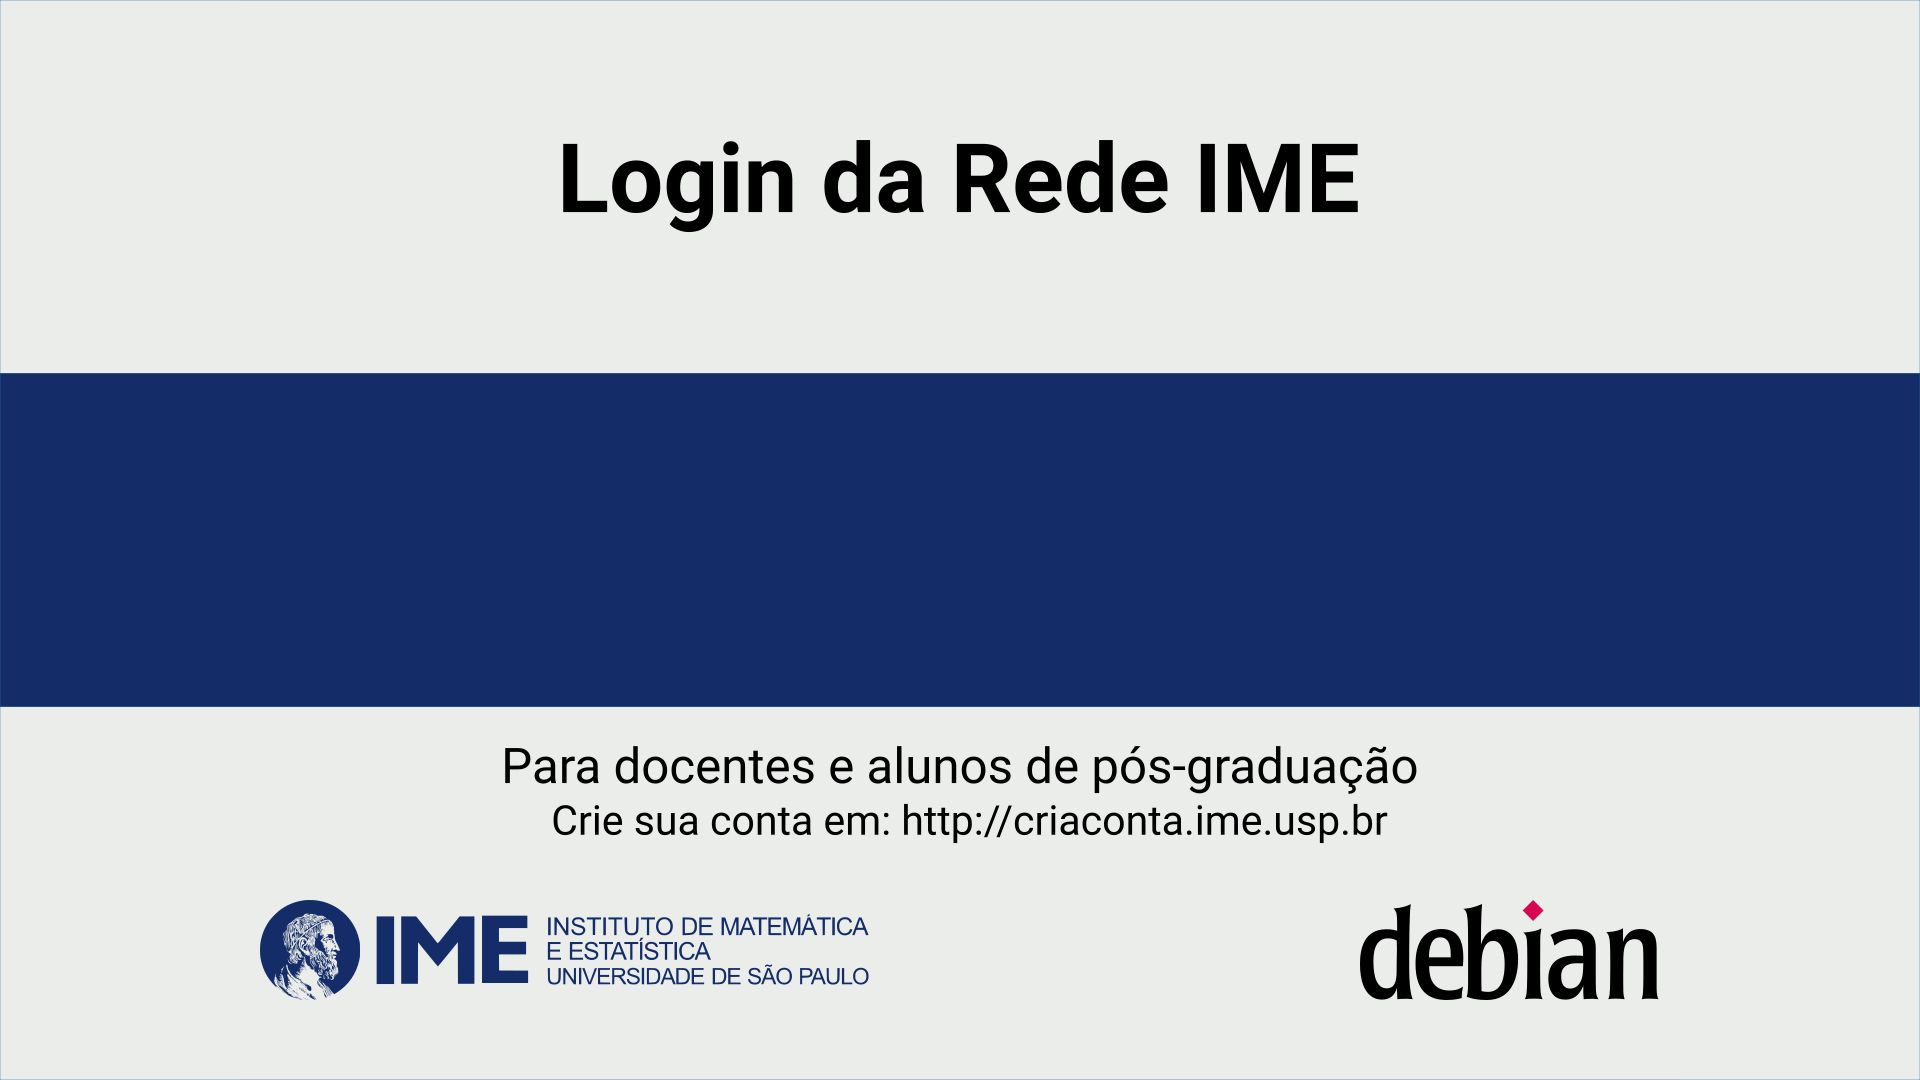 Login da Rede IME
Para docentes e alunos de pós-graduação
Crie sua conta em: http://criaconta.ime.usp.br
IME
INSTITUTO DE MATEMÁTICA
E ESTATÍSTICA
UNIVERSIDADE DE SÃO PAULO
debian